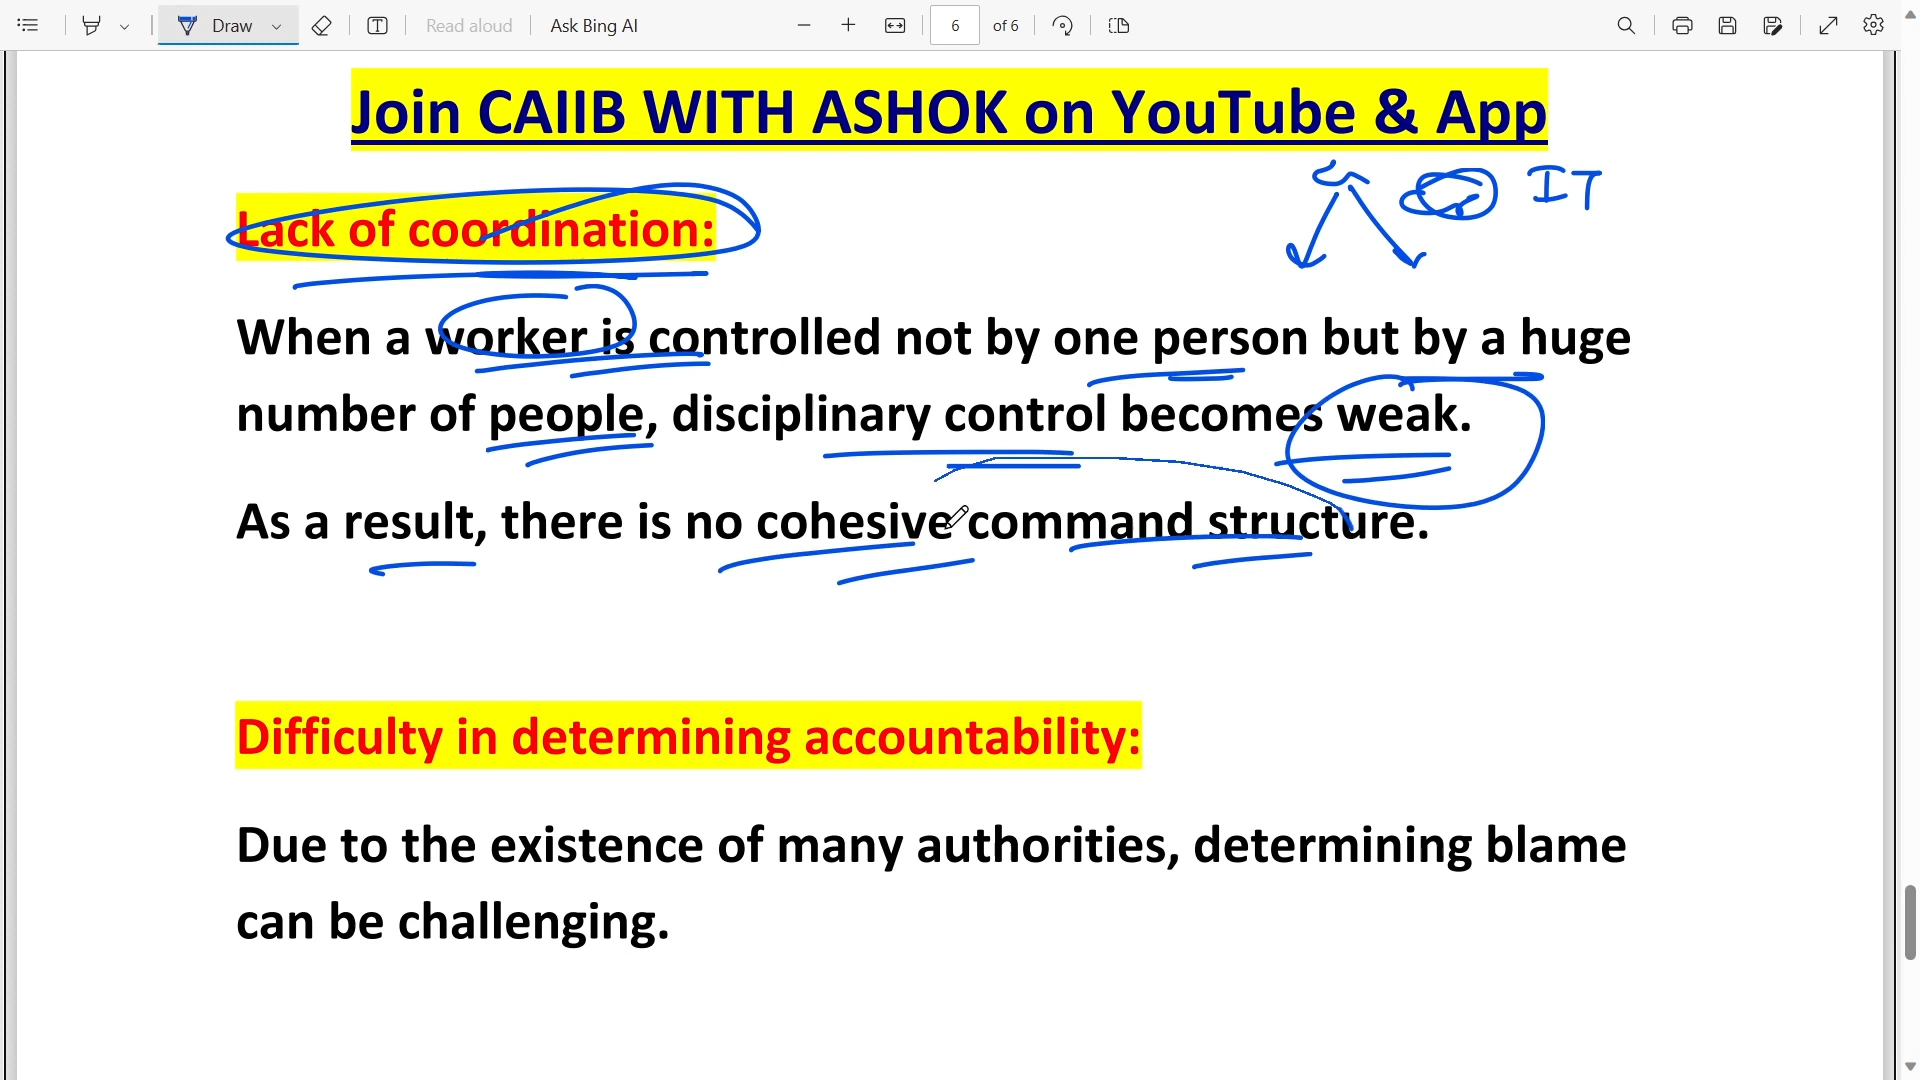 Draw
Read aloud
Ask Bing AI
6
of 6
Join CAIIB WITH ASHOK on YouTube & App
IT
Lack of coordination:
When a worker is controlled not by one person but by a huge
number of people, disciplinary control becomes weak.
As a result, there is no cohesive command structure.
Difficulty in determining accountability:
Due to the existence of many authorities, determining blame
can be challenging.